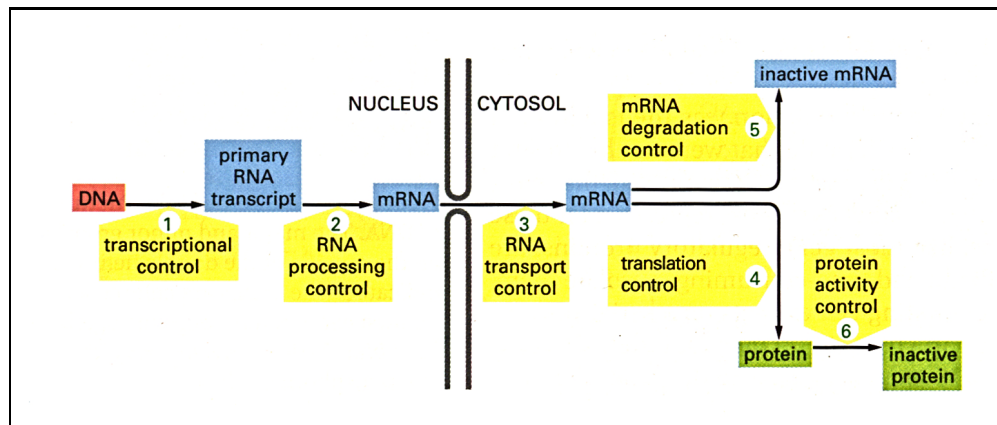 inactive mRNA
NUCLEUS
CYTOSOL
mRNA
degradation
control
5
primary
RNA
transcript
DNA
mRNA
mRNA
1
transcriptional
control
2
RNA
processing
control
3
RNA
transport
control
translation
control
4
protein
activity
control
6
protein
inactive
protein